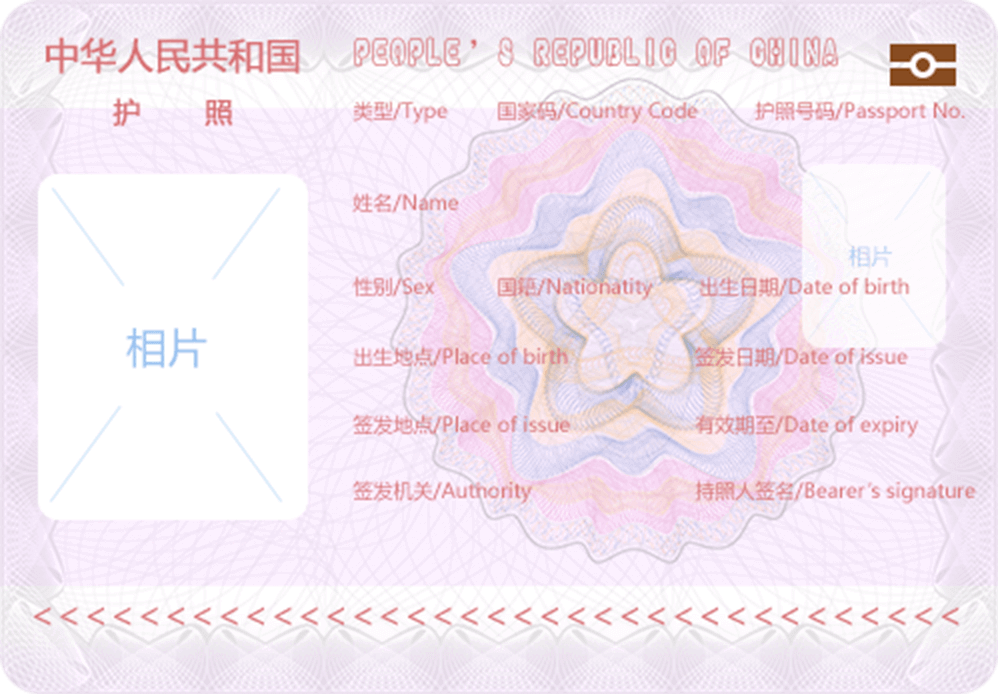 中华人民共和国 PEOPLE'S REPUBLIC OF CHINA
护 照
类型/Type 国家码/Country Code 护照号码/Passport No.
姓名/Name
相片
性别/Sex 国籍/Nationatity 出生日期/Date of birth
相片
出生地点/Place of birth 签发日期/Date of issue
签发地点/Place of issue 有效期至/Date of expiry
签发机关/Authority 持照人签名/Bearer's signature
<<<<<<<<<<<<<<<<<<<<<<<<<<<<<<<<<<<<<<<<<<<<